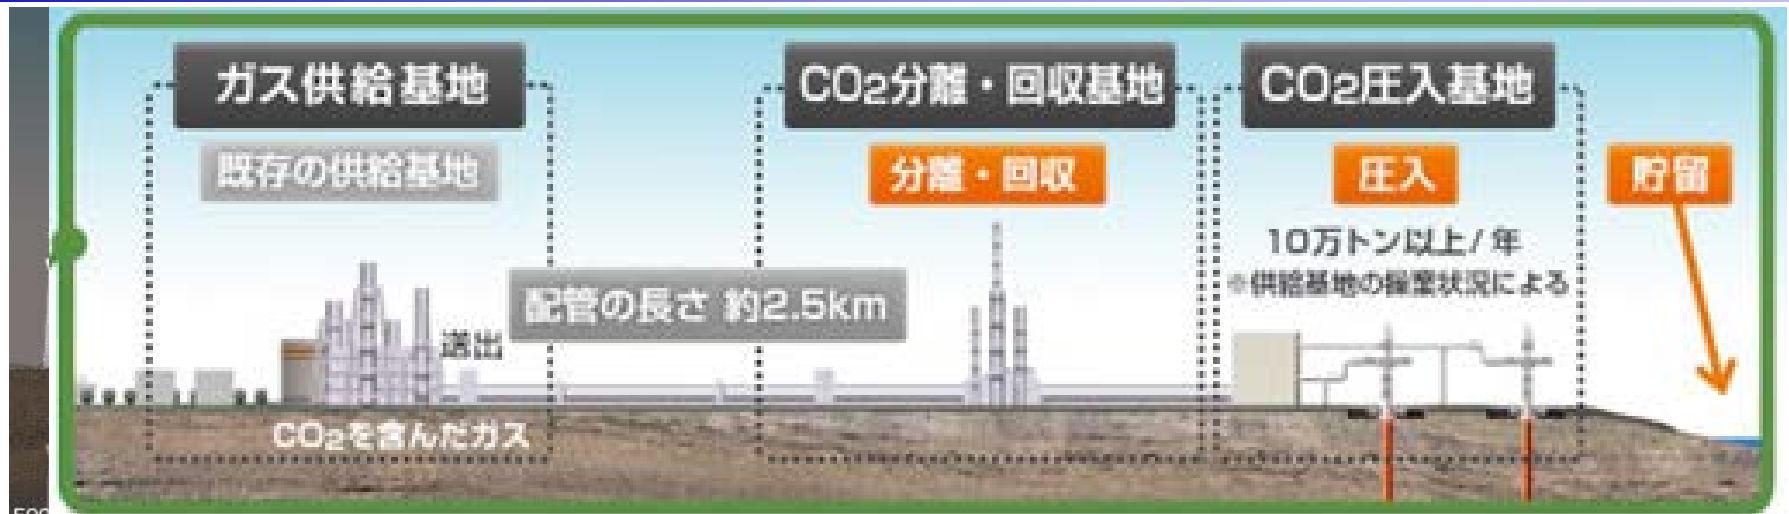 ガス供給基地
既存の供給基地
送出
CO2を含んだガス
配管の長さ 約2.5km
CO2分離・回収基地
分離・回収
CO2圧入基地
圧入
10万トン以上/年
※供給基地の操業状況による
貯留